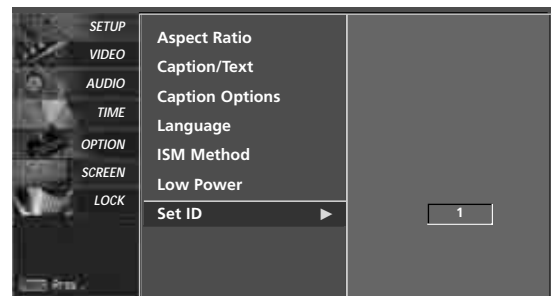 SETUP
VIDEO
AUDIO
TIME
OPTION
SCREEN
LOCK
Aspect Ratio
Caption/Text
Caption Options
Language
ISM Method
Low Power
Set ID ▶
1